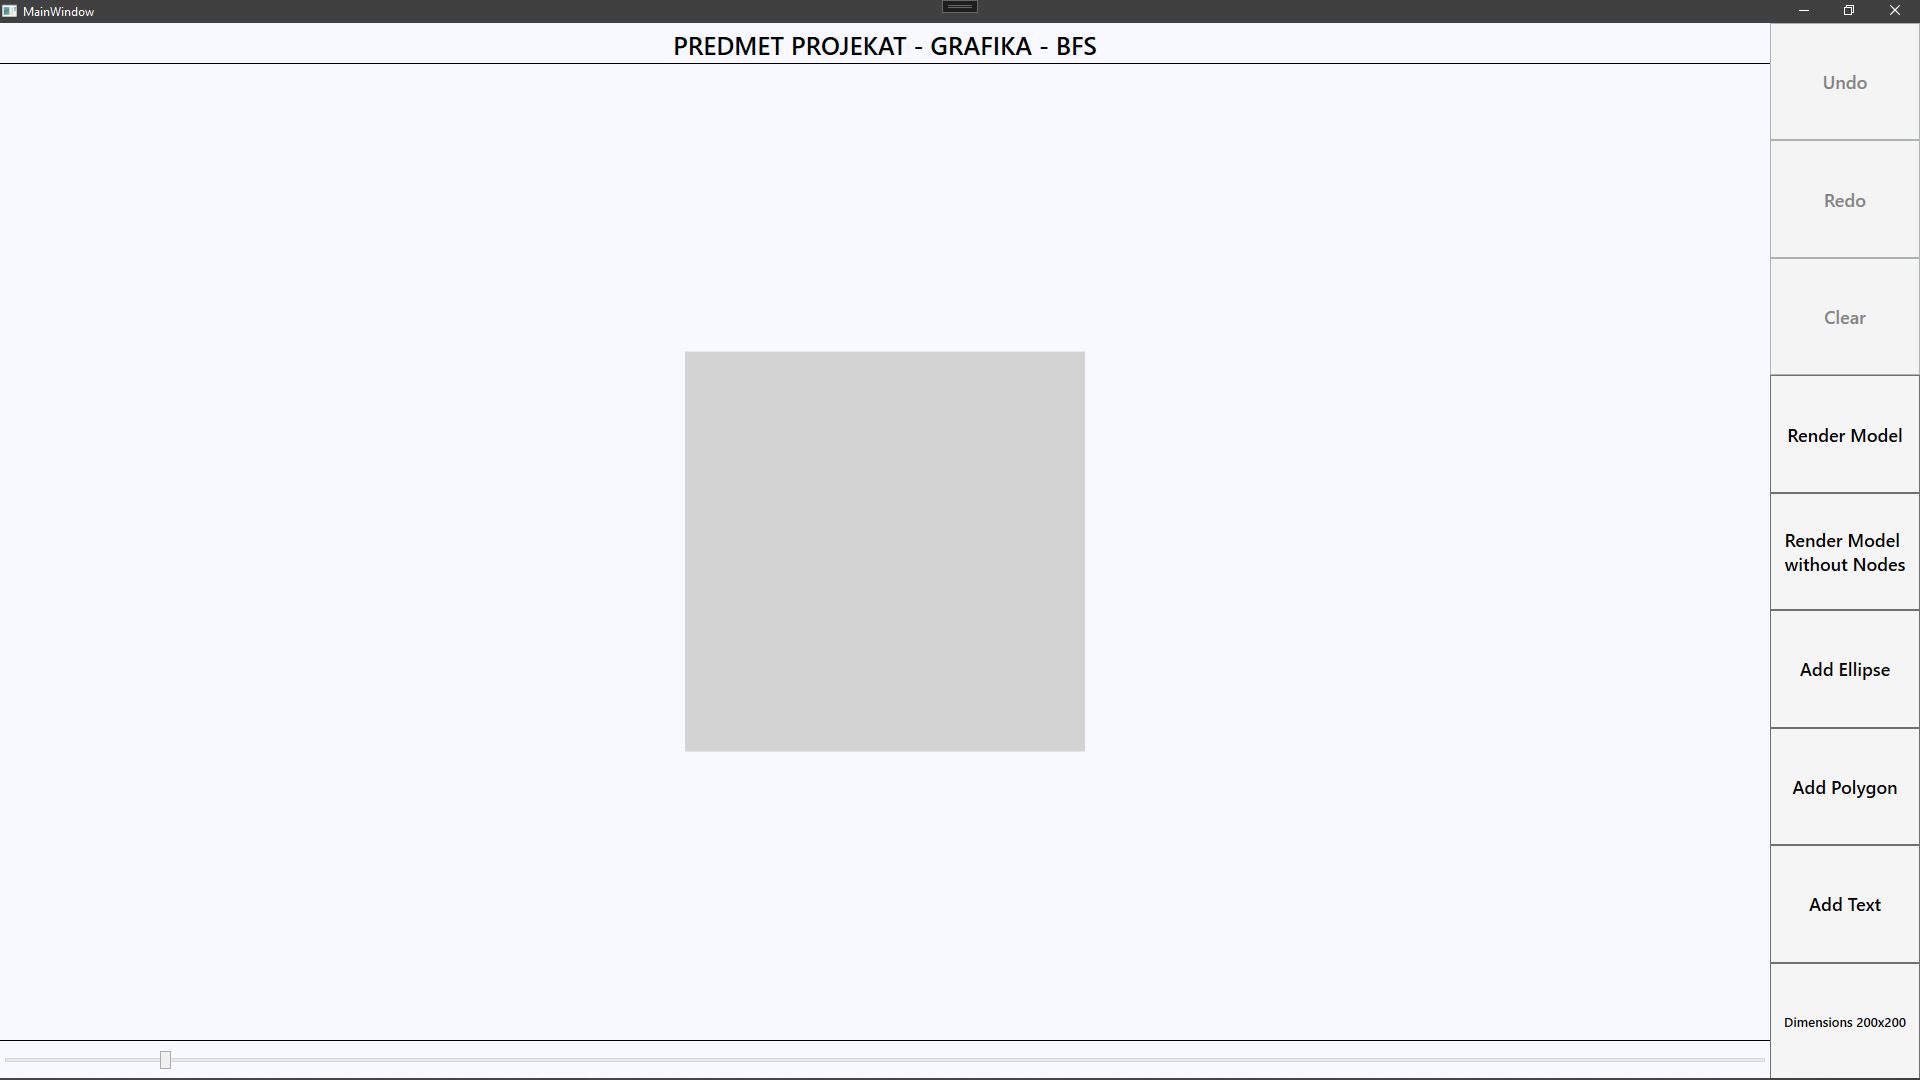 MainWindow
PREDMET PROJEKAT - GRAFIKA - BFS
Undo
Redo
Clear
Render Model
Render Model
without Nodes
Add Ellipse
Add Polygon
Add Text
Dimensions 200x200